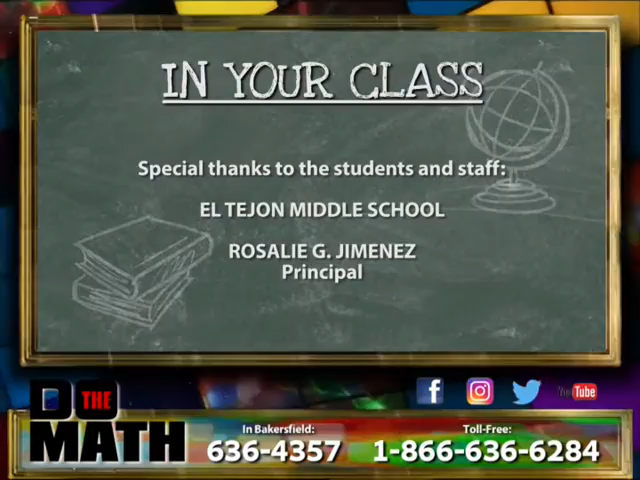 IN YOUR CLASS
Special thanks to the students and staff:
EL TEJON MIDDLE SCHOOL
ROSALIE G. JIMENEZ
Principal
DO THE MATH
In Bakersfield:
636-4357
Toll-Free:
1-866-636-6284
f
YouTube